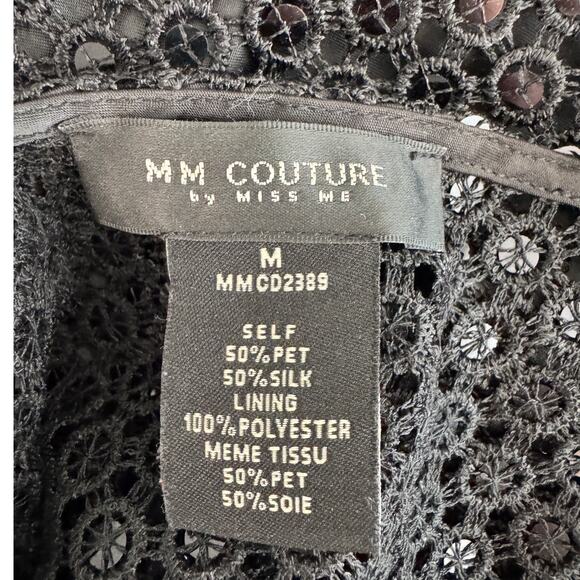 MM COUTURE
by MISS ME
M
MMCD2389
SELF
50%PET
50%SILK
LINING
100%POLYESTER
MEME TISSU
50%PET
50%SOIE